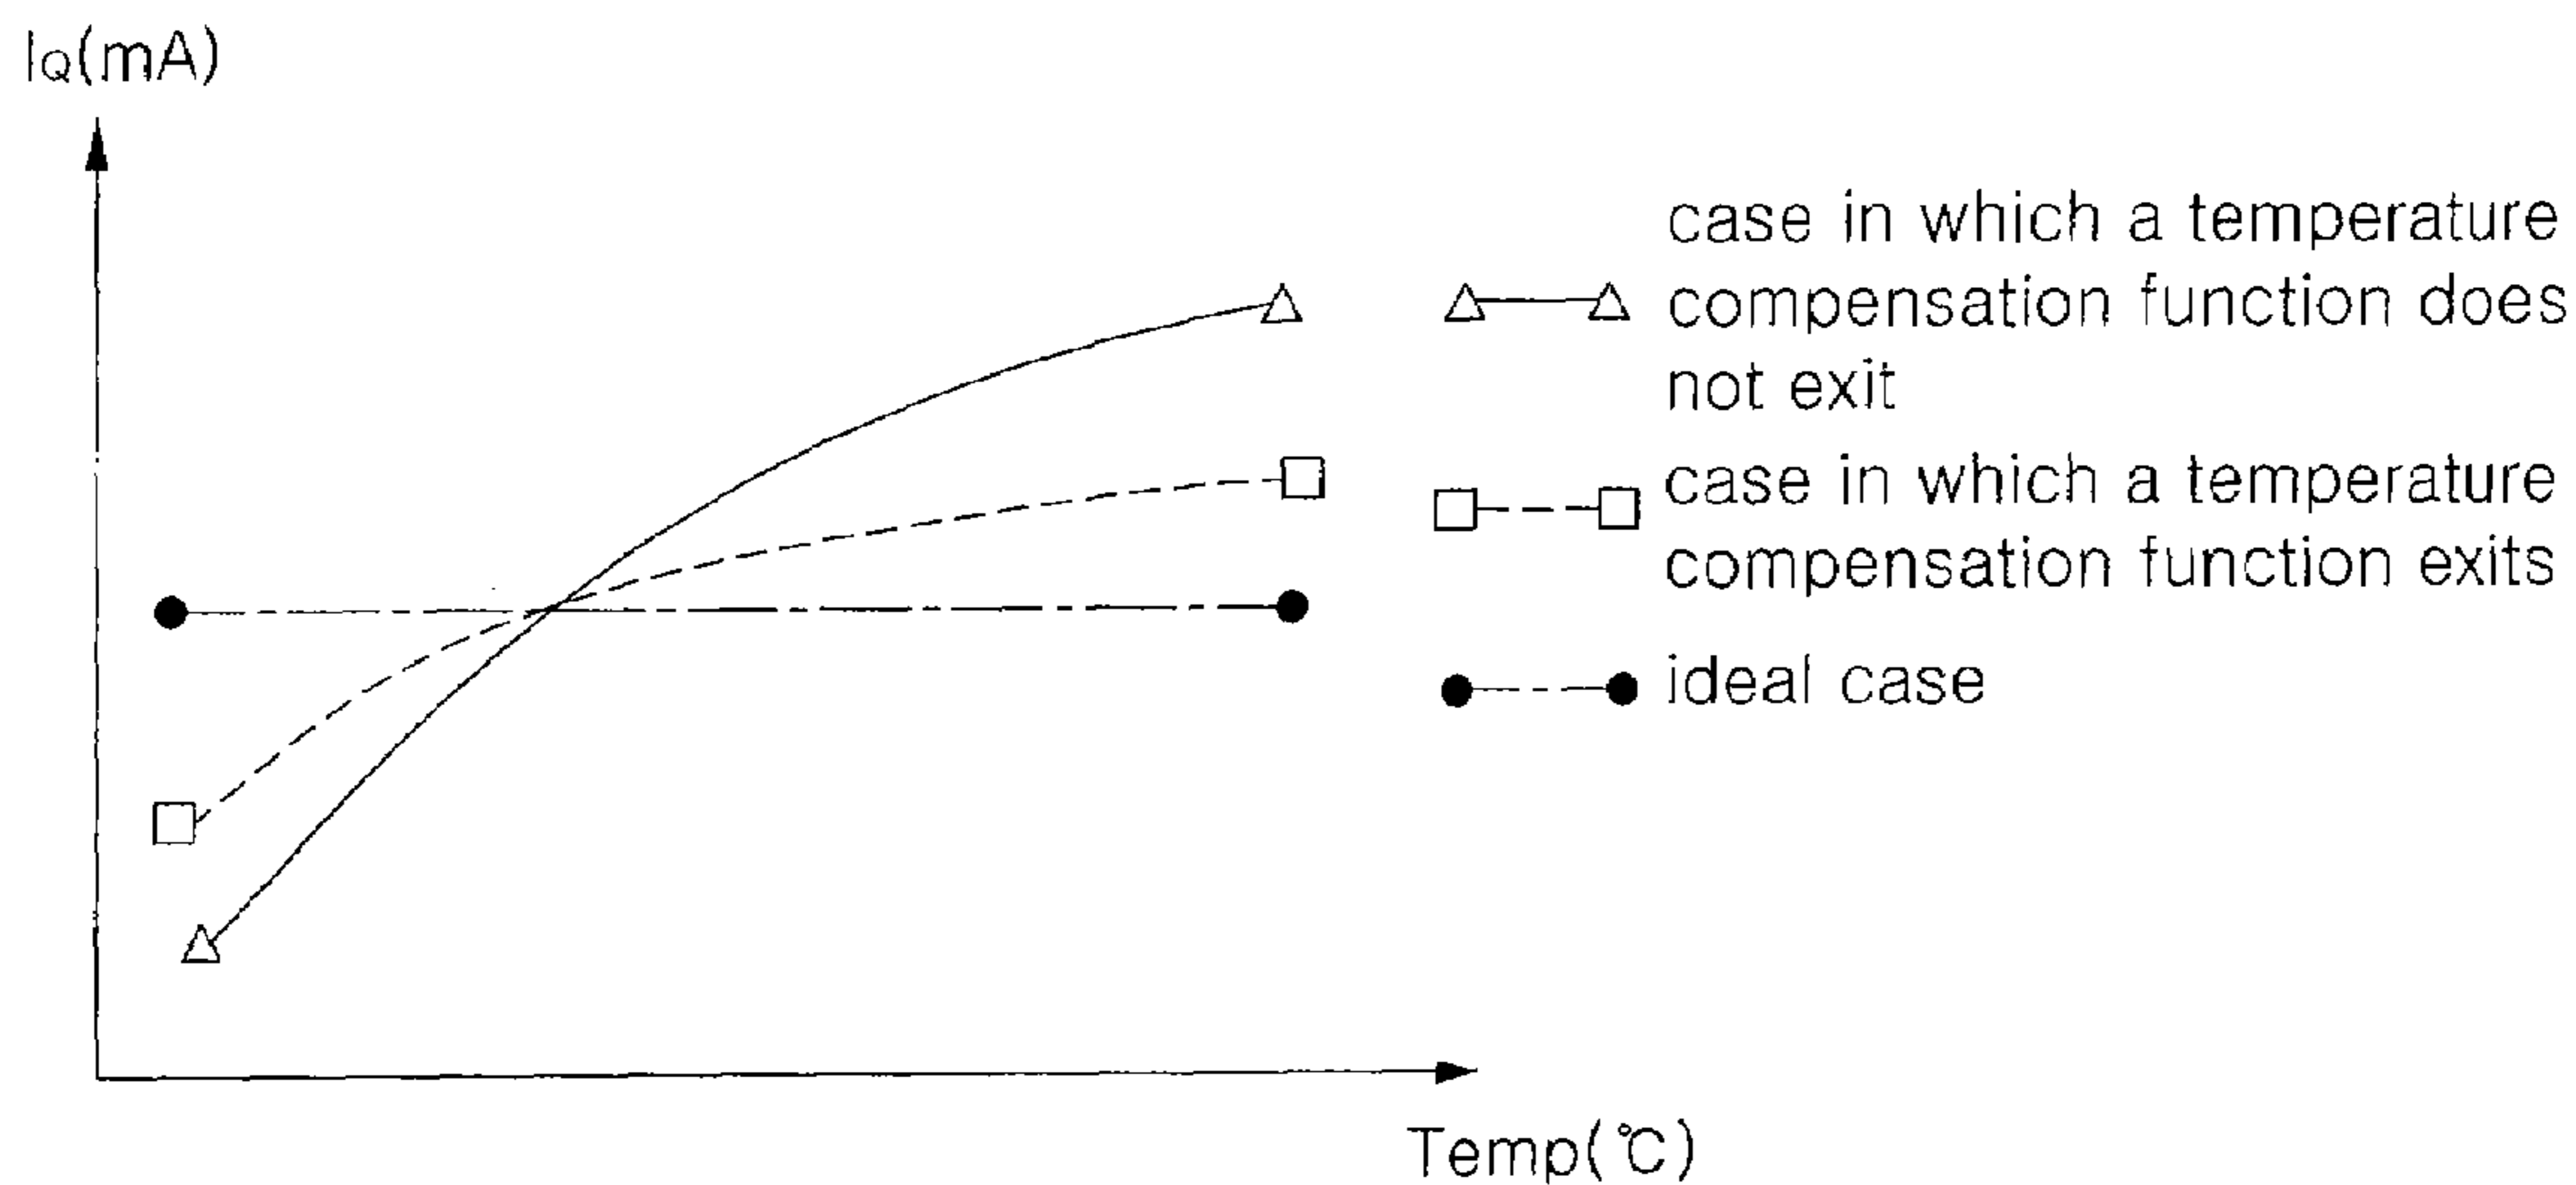 IQ(mA)
case in which a temperature
compensation function does
not exit
case in which a temperature
compensation function exits
ideal case
Temp(℃)